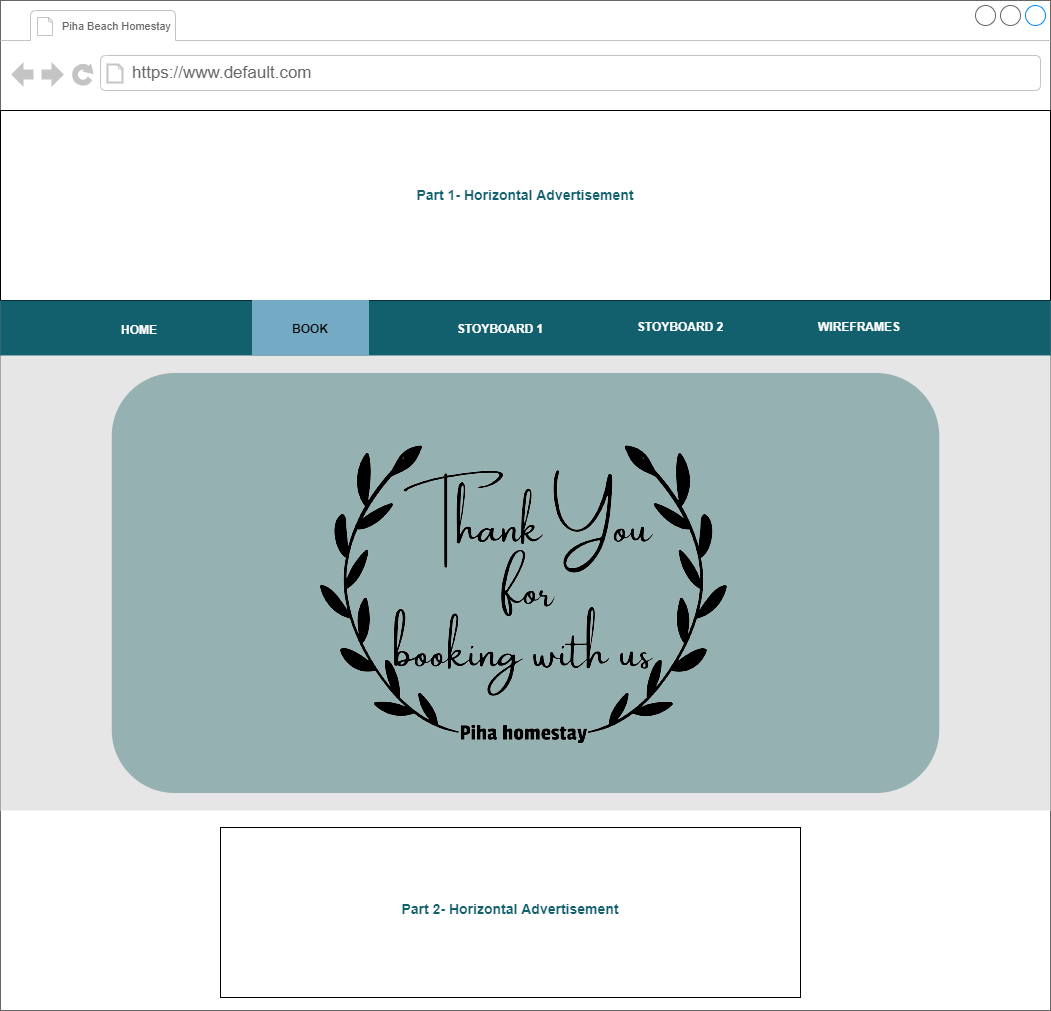 Piha Beach Homestay
https://www.default.com
Part 1- Horizontal Advertisement
HOME
BOOK
STOYBOARD 1
STOYBOARD 2
WIREFRAMES
Thank You
for
booking with us
Piha homestay
Part 2- Horizontal Advertisement